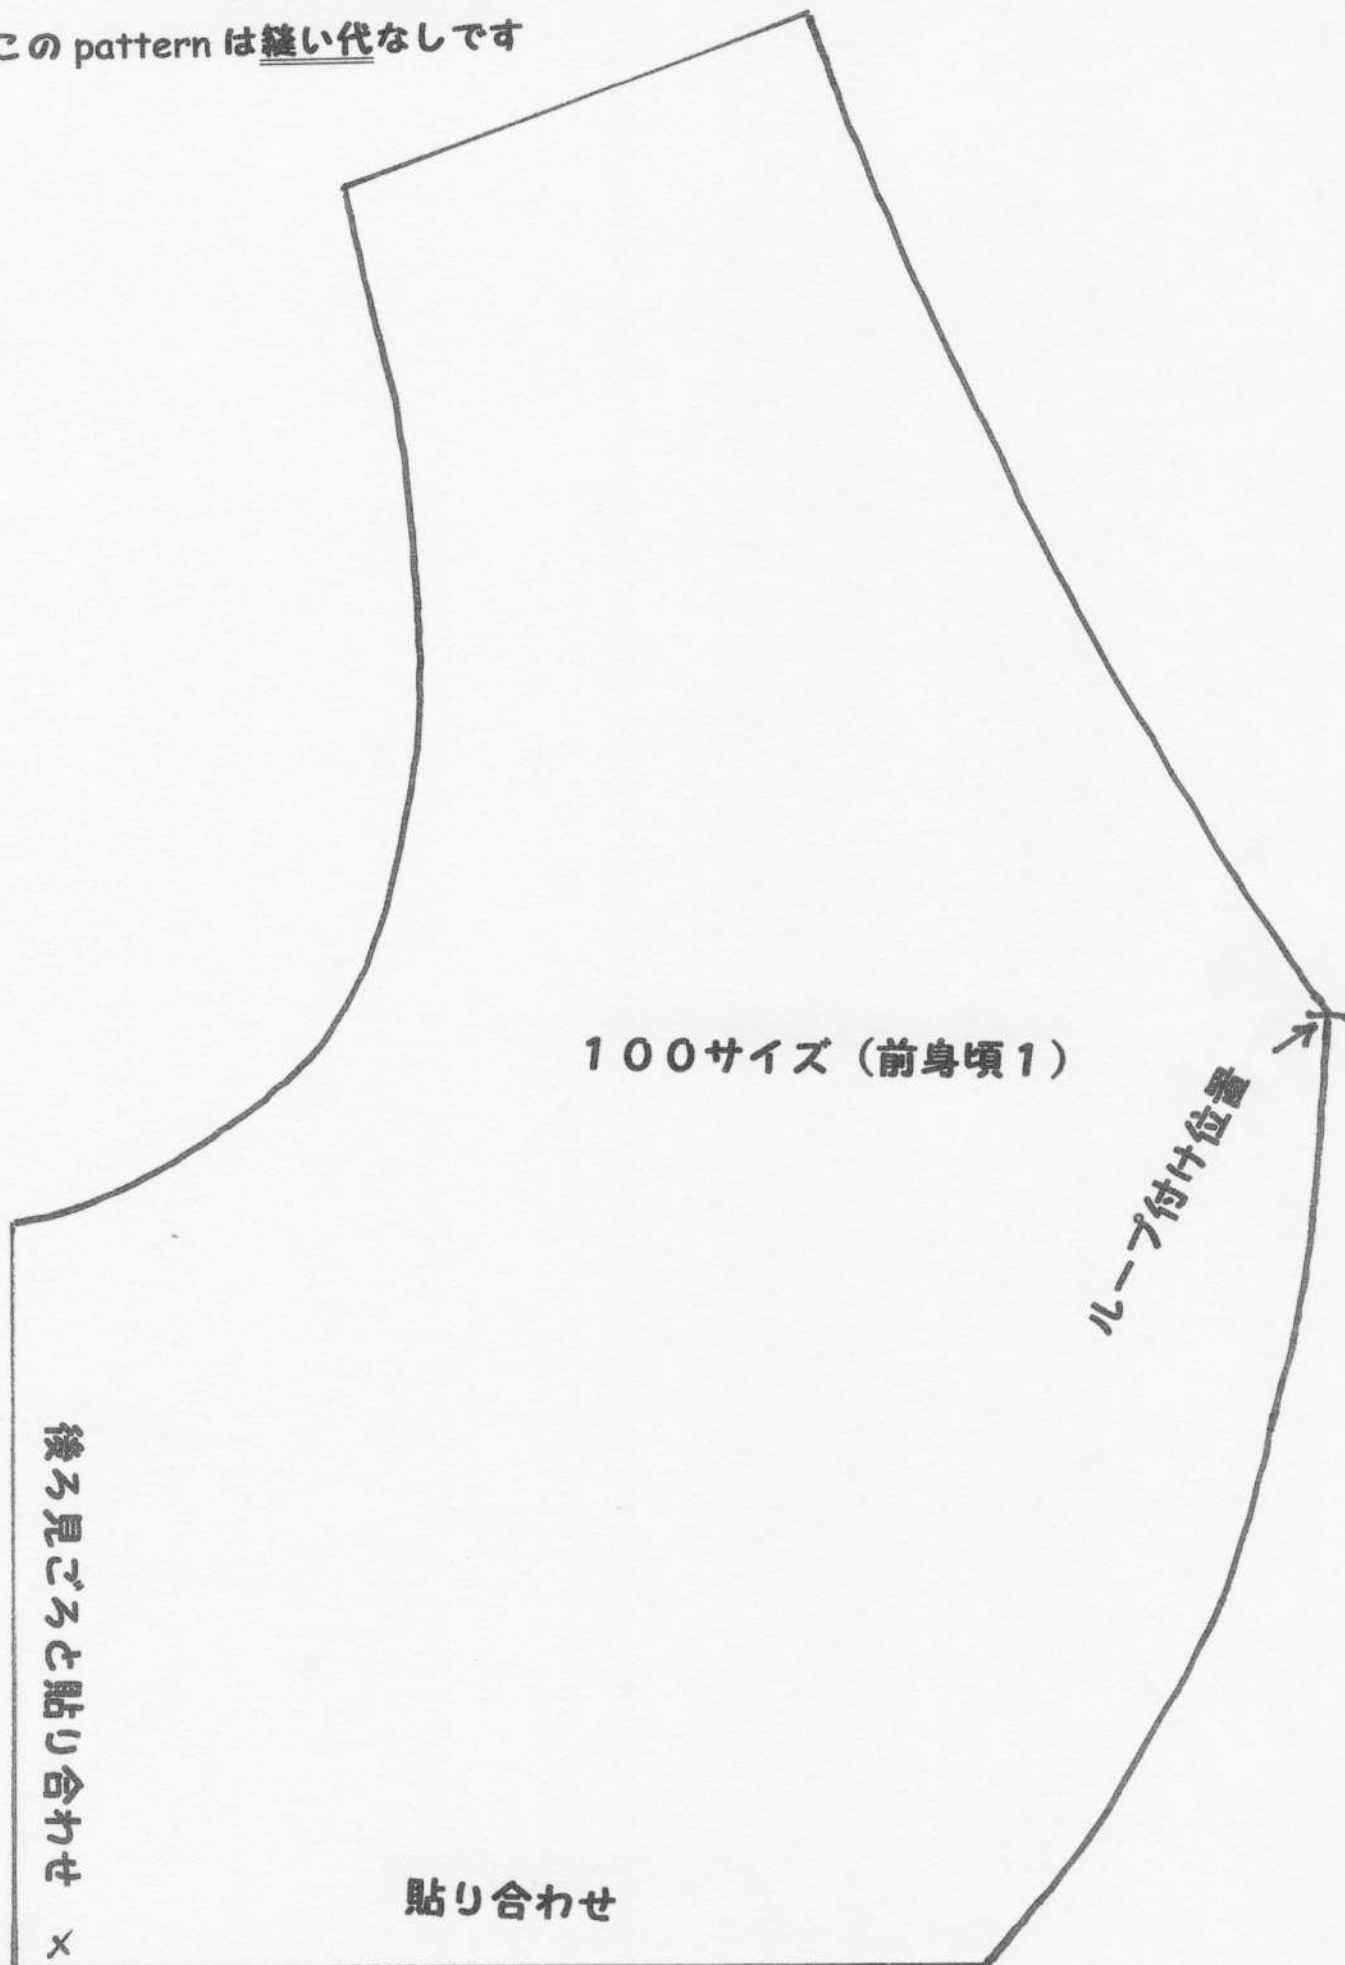 この pattern は縫い代なしです
100サイズ（前身頃1）
ループ付け位置
後ろ見ごろと貼り合わせ ×
貼り合わせ